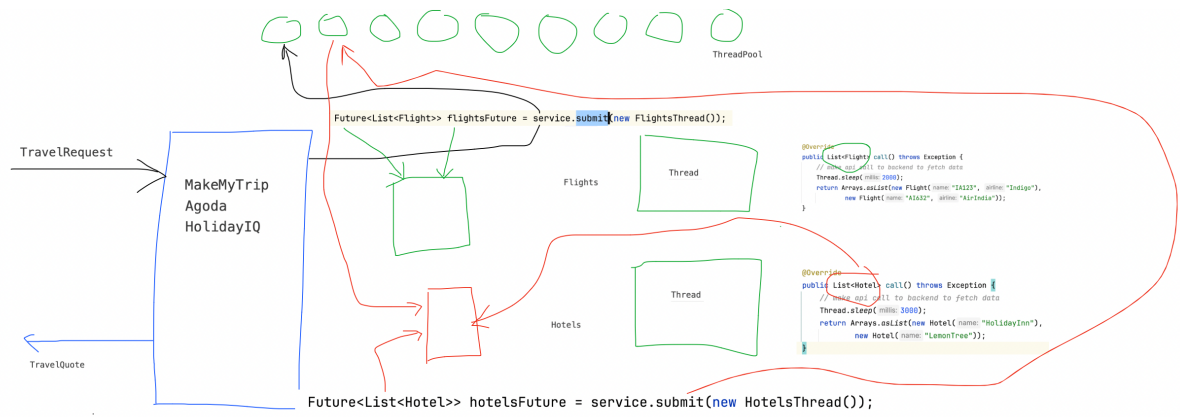 ThreadPool
Future<List<Flight>> flightsFuture = service.submit(new FlightsThread());
TravelRequest
MakeMyTrip
Agoda
HolidayIQ
TravelQuote
Flights
Thread
@Override
public List<Flight> call() throws Exception {
// make api call to backend to fetch data
Thread.sleep( millis: 2000);
return Arrays.asList(new Flight( name: "IA123", airline: "Indigo"),
new Flight( name: "AI632", airline: "AirIndia"));
}
Hotels
Thread
@Override
public List<Hotel> call() throws Exception {
// make api call to backend to fetch data
Thread.sleep( millis: 3000);
return Arrays.asList(new Hotel( name: "HolidayInn"),
new Hotel( name: "LemonTree"));
}
Future<List<Hotel>> hotelsFuture = service.submit(new HotelsThread());